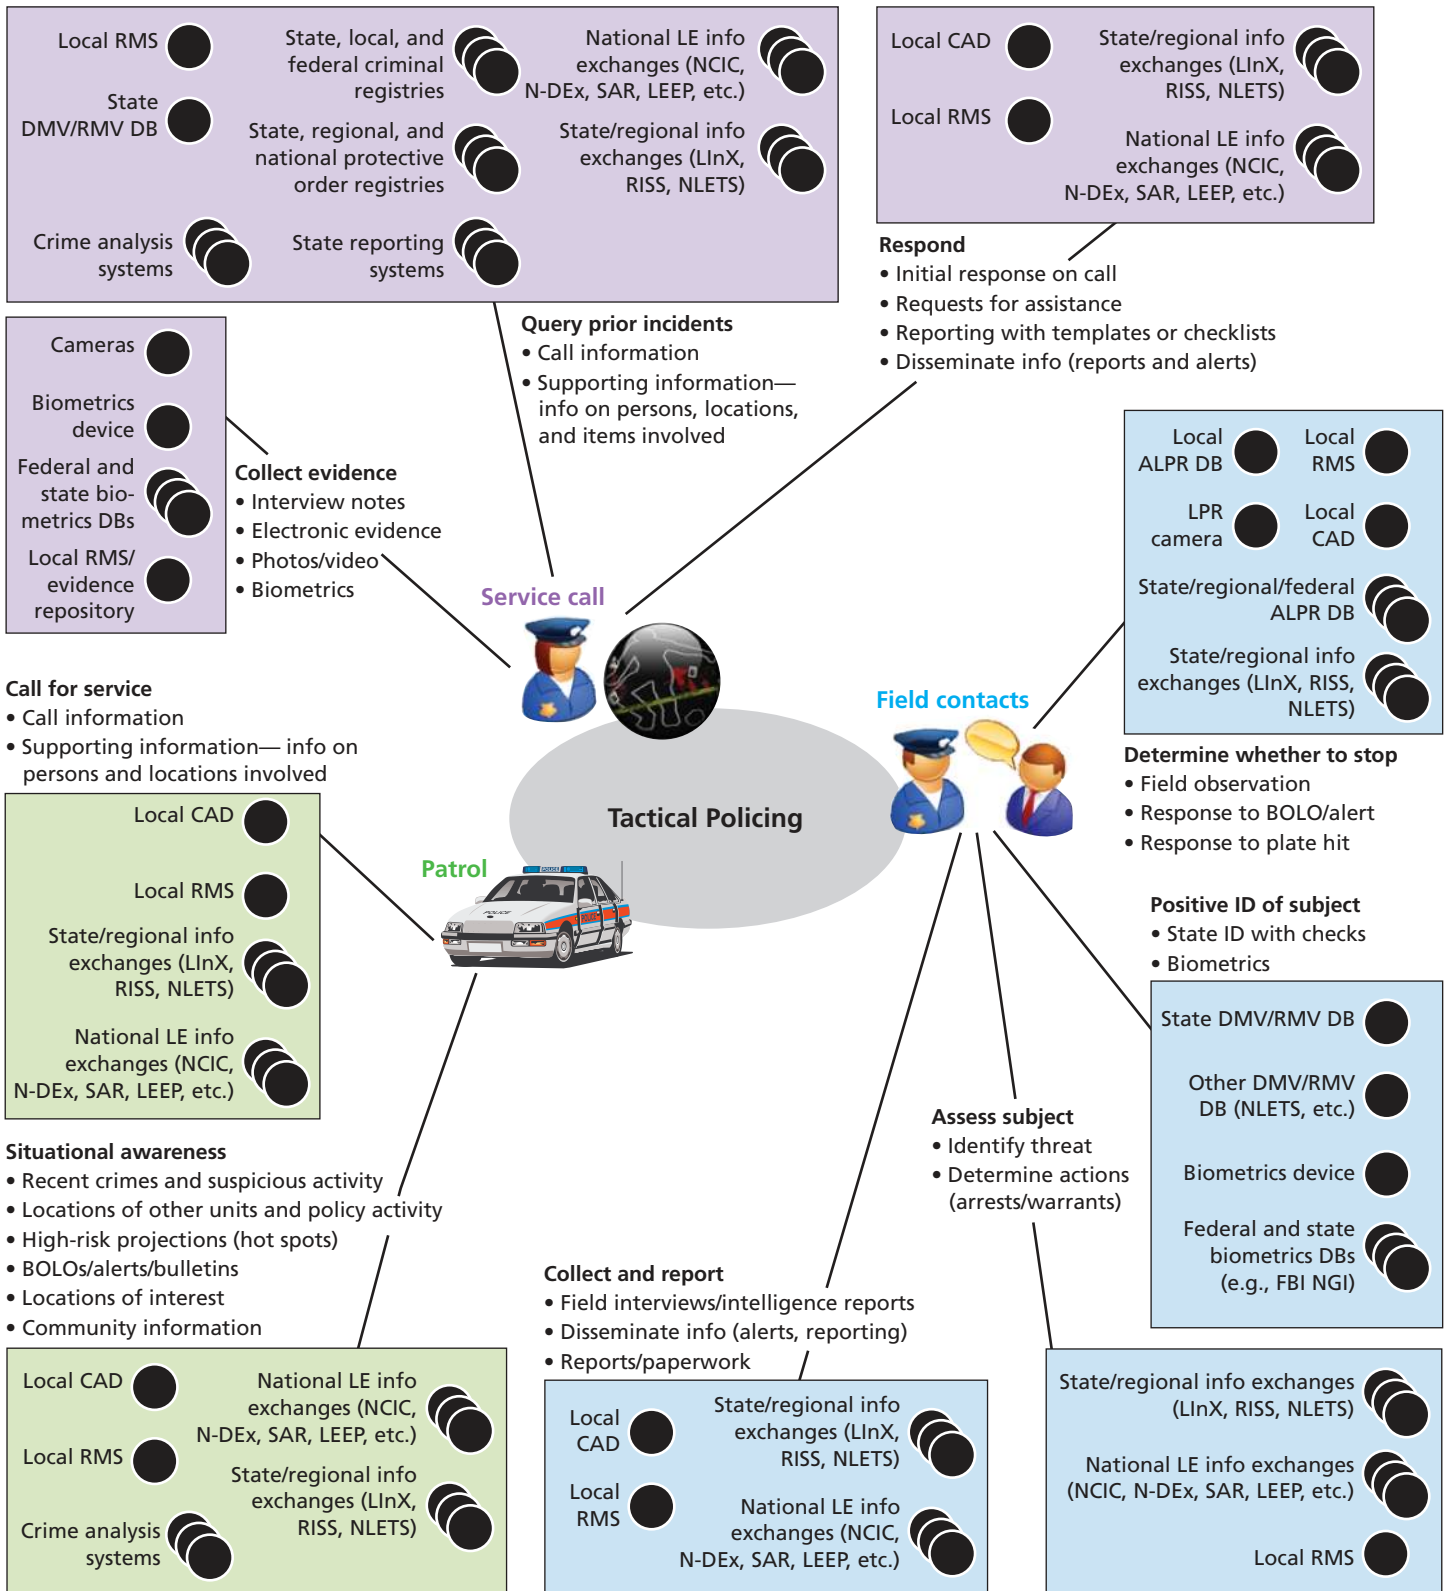 Local RMS
State
DMV/RMV DB
Crime analysis
systems
State, local, and
federal criminal
registries
State, regional, and
national protective
order registries
State reporting
systems
National LE info
exchanges (NCIC,
N-DEx, SAR, LEEP, etc.)
State/regional info
exchanges (LInX,
RISS, NLETS)
Local CAD
Local RMS
State/regional info
exchanges (LInX,
RISS, NLETS)
National LE info
exchanges (NCIC,
N-DEx, SAR, LEEP, etc.)
Respond
• Initial response on call
• Requests for assistance
• Reporting with templates or checklists
• Disseminate info (reports and alerts)
Query prior incidents
• Call information
• Supporting information—
info on persons, locations,
and items involved
Cameras
Biometrics
device
Federal and
state bio-
metrics DBs
Local RMS/
evidence
repository
Collect evidence
• Interview notes
• Electronic evidence
• Photos/video
• Biometrics
Service call
Local
ALPR DB
Local
RMS
LPR
camera
Local
CAD
State/regional/federal
ALPR DB
State/regional info
exchanges (LInX, RISS,
NLETS)
Determine whether to stop
• Field observation
• Response to BOLO/alert
• Response to plate hit
Field contacts
Call for service
• Call information
• Supporting information— info on
persons and locations involved
Local CAD
Local RMS
State/regional info
exchanges (LInX,
RISS, NLETS)
National LE info
exchanges (NCIC,
N-DEx, SAR, LEEP, etc.)
Tactical Policing
Patrol
POLICE
Positive ID of subject
• State ID with checks
• Biometrics
State DMV/RMV DB
Other DMV/RMV
DB (NLETS, etc.)
Biometrics device
Federal and state
biometrics DBs
(e.g., FBI NGI)
Assess subject
• Identify threat
• Determine actions
(arrests/warrants)
Situational awareness
• Recent crimes and suspicious activity
• Locations of other units and policy activity
• High-risk projections (hot spots)
• BOLOs/alerts/bulletins
• Locations of interest
• Community information
Local CAD
Local RMS
Crime analysis
systems
National LE info
exchanges (NCIC,
N-DEx, SAR, LEEP, etc.)
State/regional info
exchanges (LInX,
RISS, NLETS)
Collect and report
• Field interviews/intelligence reports
• Disseminate info (alerts, reporting)
• Reports/paperwork
Local
CAD
Local
RMS
State/regional info
exchanges (LInX,
RISS, NLETS)
National LE info
exchanges (NCIC,
N-DEx, SAR, LEEP, etc.)
State/regional info exchanges
(LInX, RISS, NLETS)
National LE info exchanges
(NCIC, N-DEx, SAR, LEEP, etc.)
Local RMS